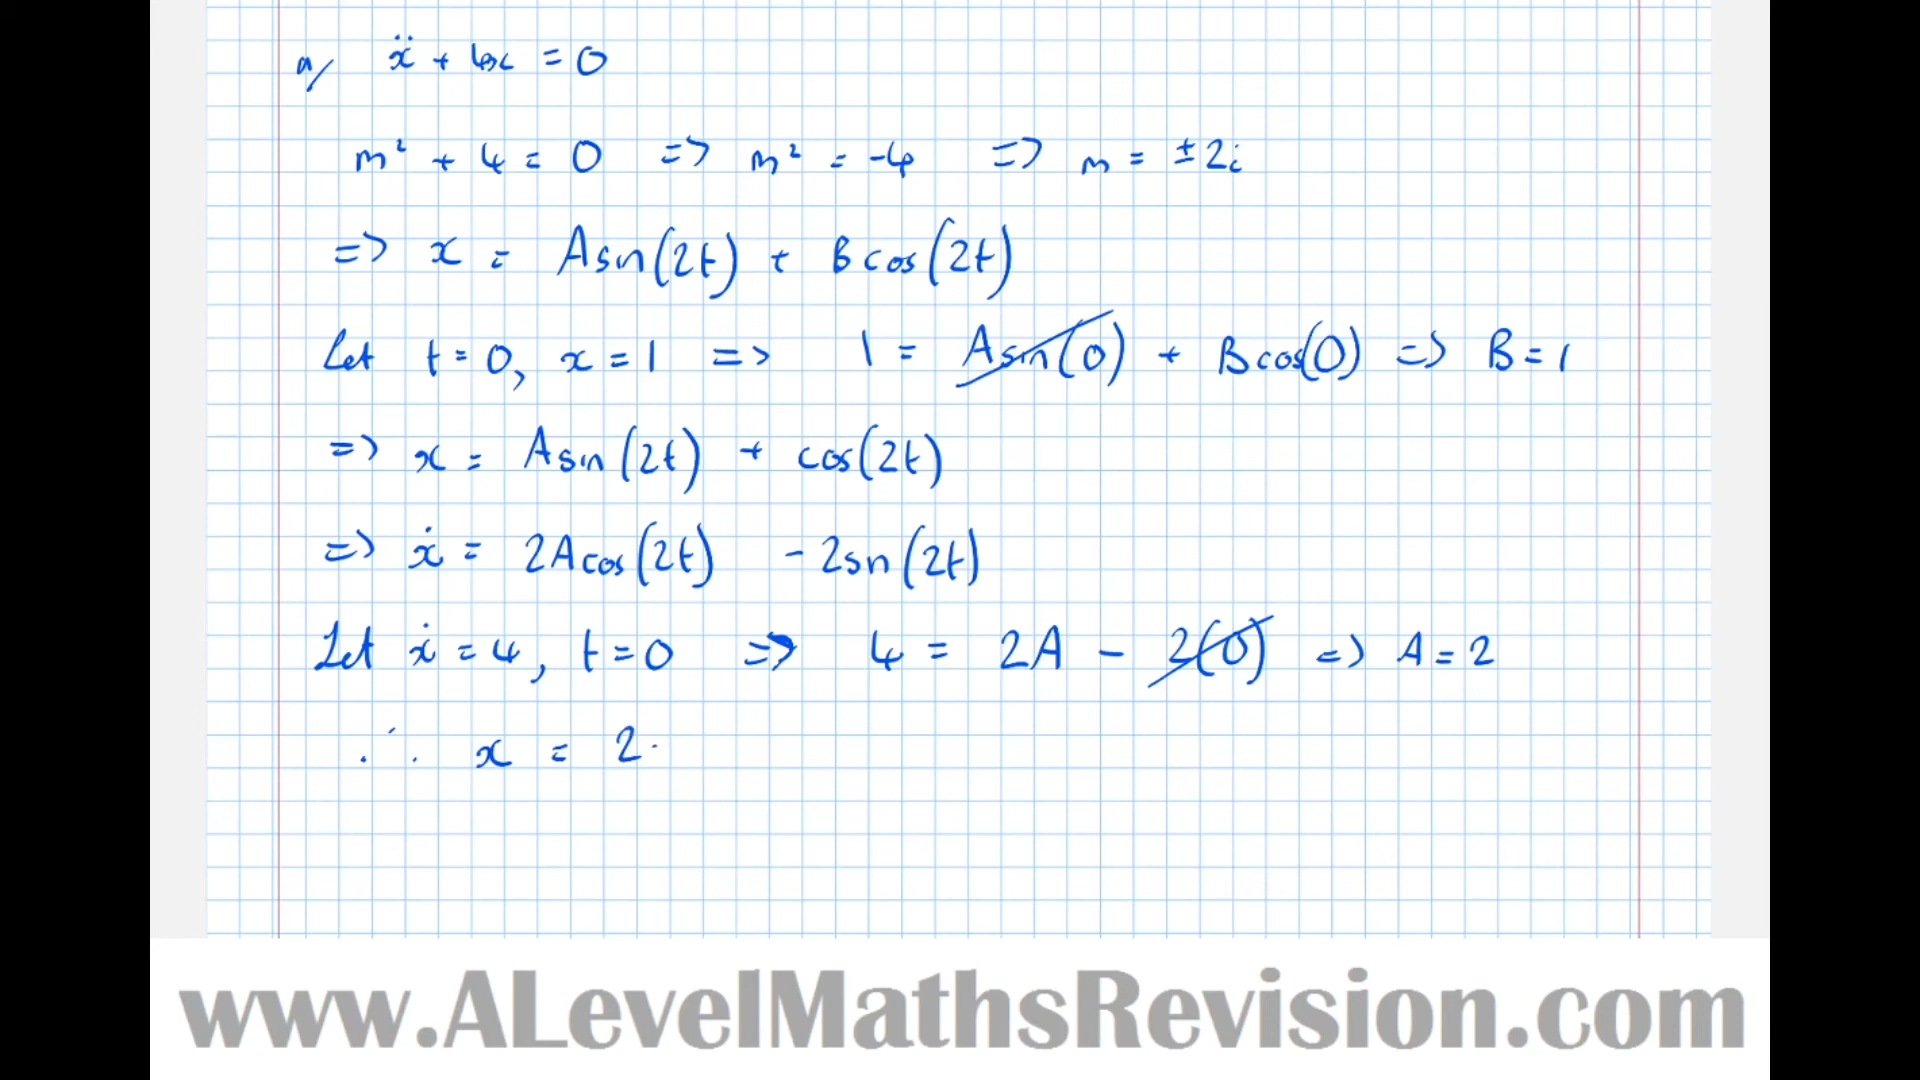 a/ ẍ + 4x = 0
m² + 4 = 0 => m² = -4 => m = ±2i
=> x = Asin(2t) + Bcos(2t)
Let t=0, x=1 => 1 = Asin(0) + Bcos(0) => B=1
=> x = Asin(2t) + cos(2t)
=> ẋ = 2Acos(2t) - 2sin(2t)
Let ẋ=4, t=0 => 4 = 2A - 2(0) => A=2
∴ x = 2
www.ALevelMathsRevision.com